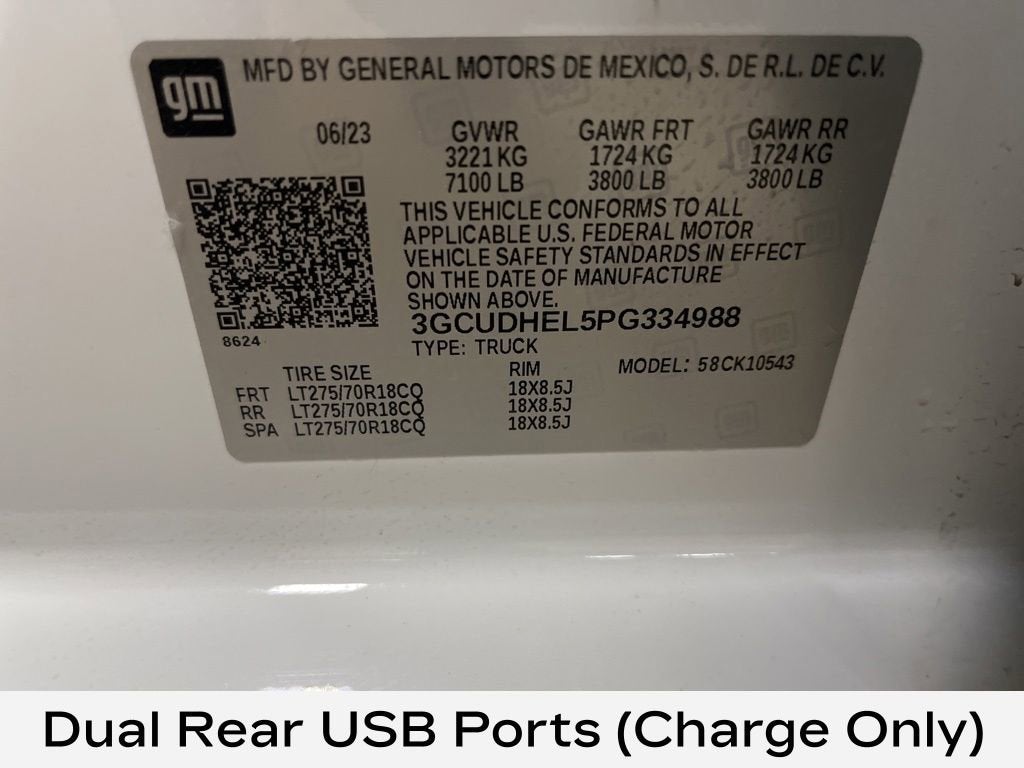 gm
MFD BY GENERAL MOTORS DE MEXICO, S. DE R.L. DE C.V.
06/23 GVWR GAWR FRT GAWR RR
3221 KG 1724 KG 1724 KG
7100 LB 3800 LB 3800 LB
THIS VEHICLE CONFORMS TO ALL
APPLICABLE U.S. FEDERAL MOTOR
VEHICLE SAFETY STANDARDS IN EFFECT
ON THE DATE OF MANUFACTURE
SHOWN ABOVE.
3GCUDHEL5PG334988
8624
TYPE: TRUCK
TIRE SIZE RIM MODEL: 58CK10543
FRT LT275/70R18CQ 18X8.5J
RR LT275/70R18CQ 18X8.5J
SPA LT275/70R18CQ 18X8.5J
Dual Rear USB Ports (Charge Only)